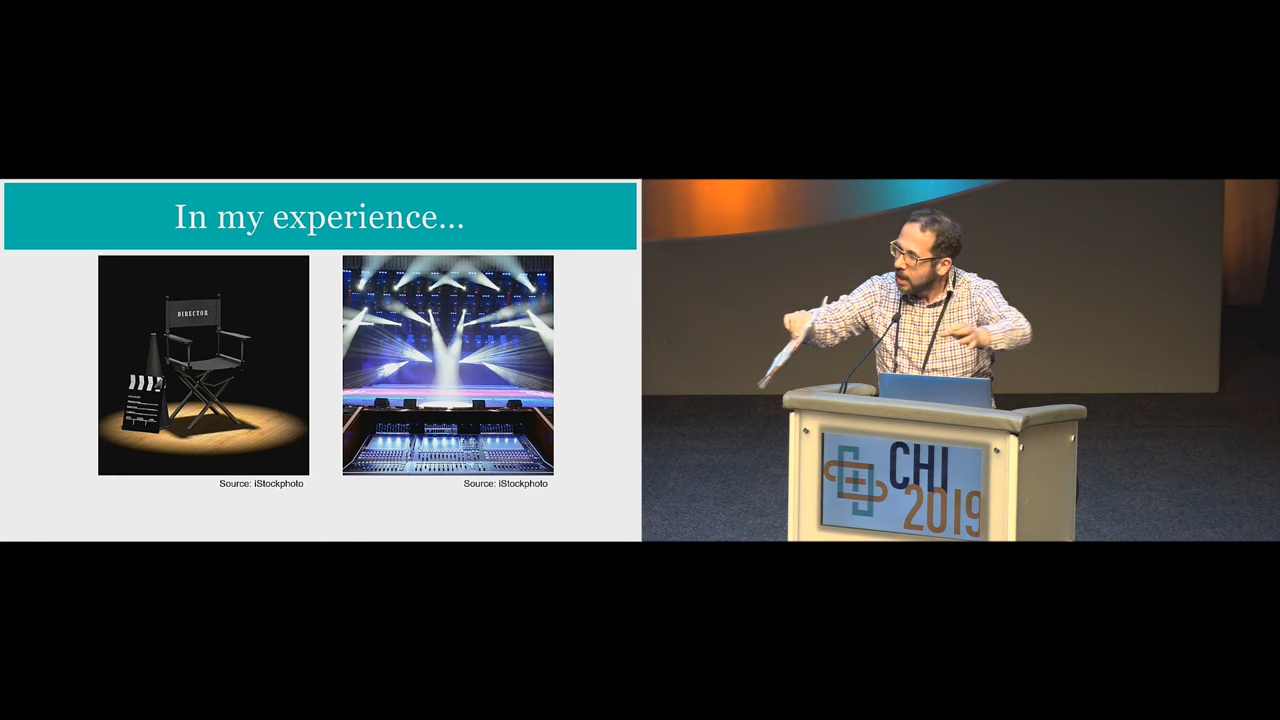 In my experience...
DIRECTOR
Source: iStockphoto
Source: iStockphoto
CHI
2019